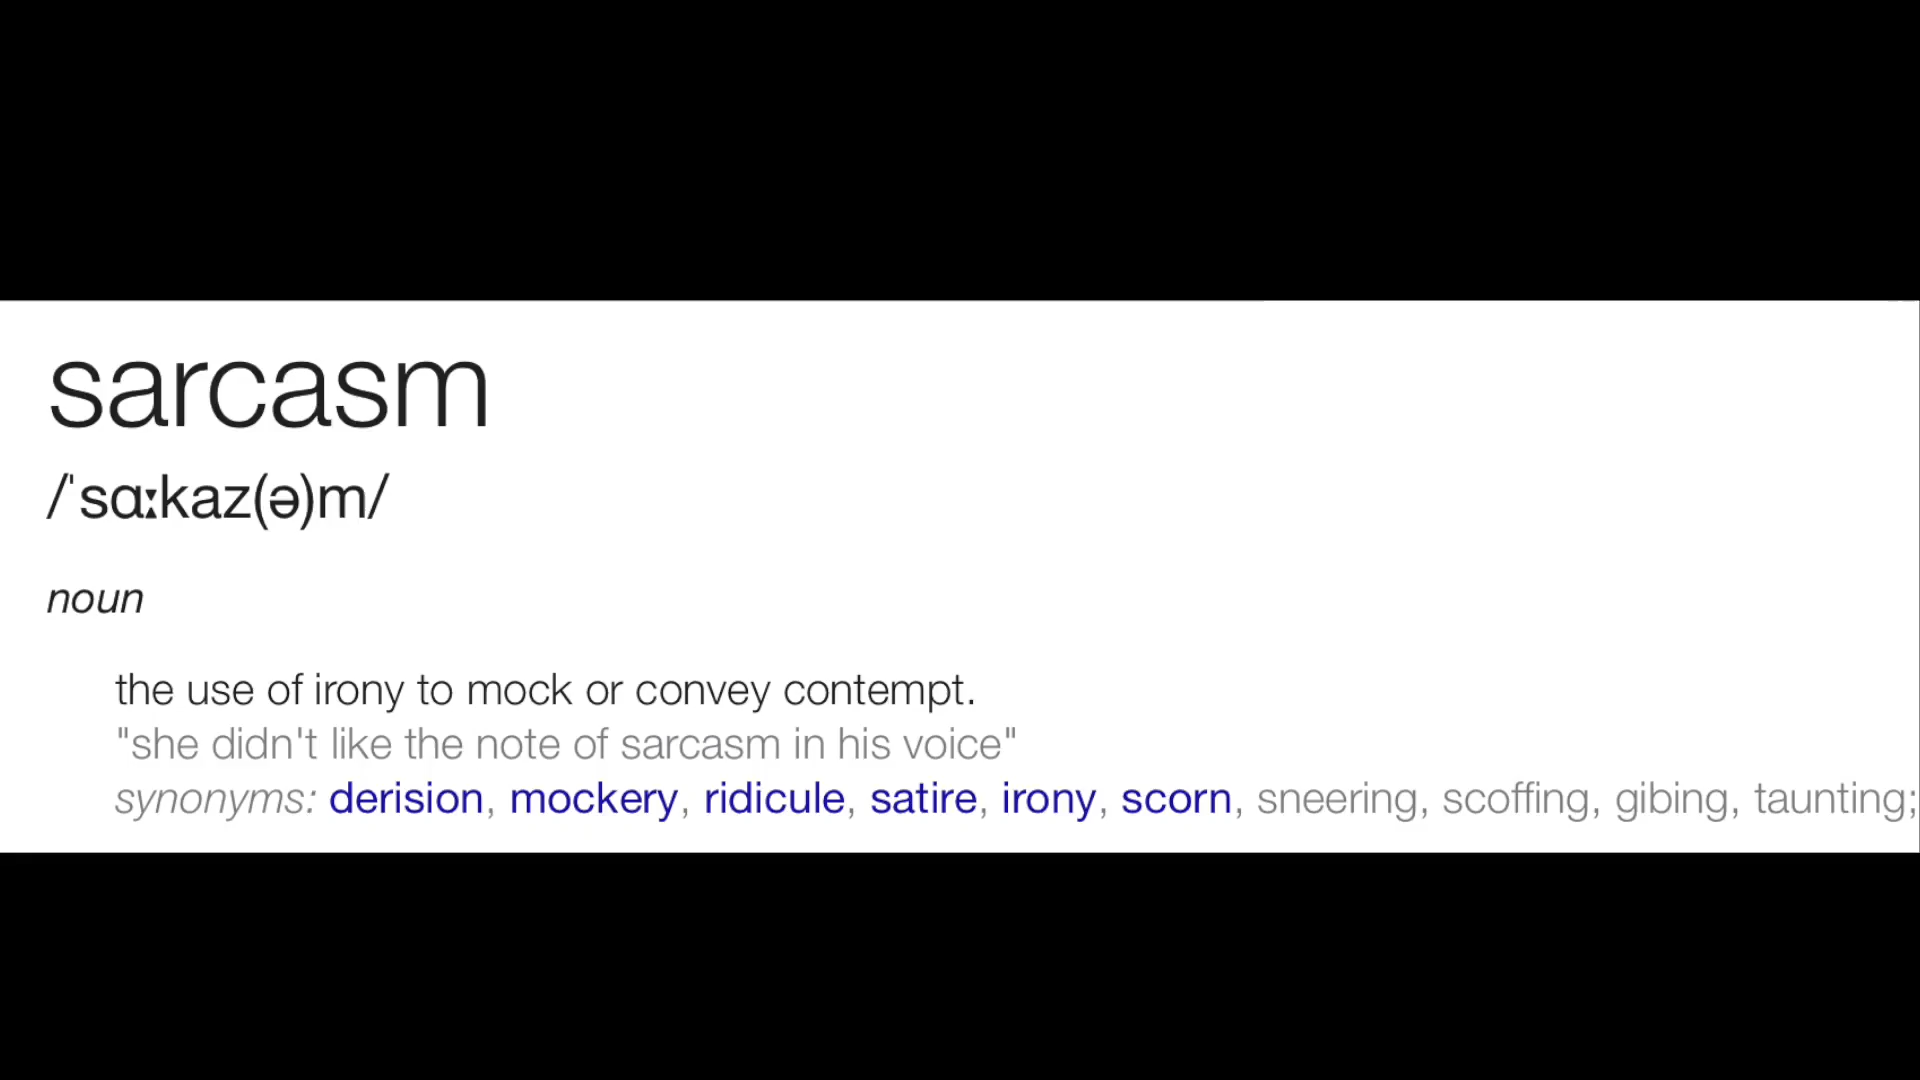 sarcasm
/ˈsɑːkaz(ə)m/
noun
the use of irony to mock or convey contempt.
"she didn't like the note of sarcasm in his voice"
synonyms: derision, mockery, ridicule, satire, irony, scorn, sneering, scoffing, gibing, taunting;